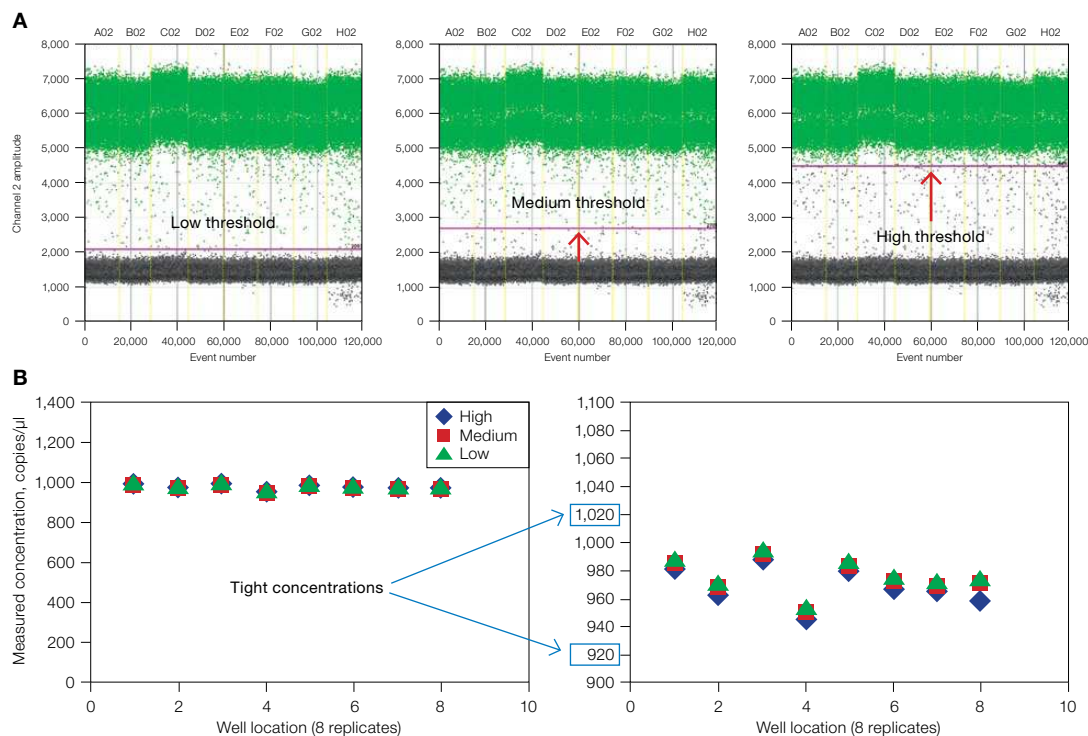 A
A02 B02 C02 D02 E02 F02 G02 H02
A02 B02 C02 D02 E02 F02 G02 H02
A02 B02 C02 D02 E02 F02 G02 H02
Channel 2 amplitude
8,000
7,000
6,000
5,000
4,000
3,000
2,000
1,000
0
Low threshold
0 20,000 40,000 60,000 80,000 100,000 120,000
Event number
8,000
7,000
6,000
5,000
4,000
3,000
2,000
1,000
0
Medium threshold
0 20,000 40,000 60,000 80,000 100,000 120,000
Event number
8,000
7,000
6,000
5,000
4,000
3,000
2,000
1,000
0
High threshold
0 20,000 40,000 60,000 80,000 100,000 120,000
Event number
B
Measured concentration, copies/µl
1,400
1,200
1,000
800
600
400
200
0
High
Medium
Low
Tight concentrations
0 2 4 6 8 10
Well location (8 replicates)
1,100
1,080
1,060
1,040
1,020
1,000
980
960
940
920
900
0 2 4 6 8 10
Well location (8 replicates)